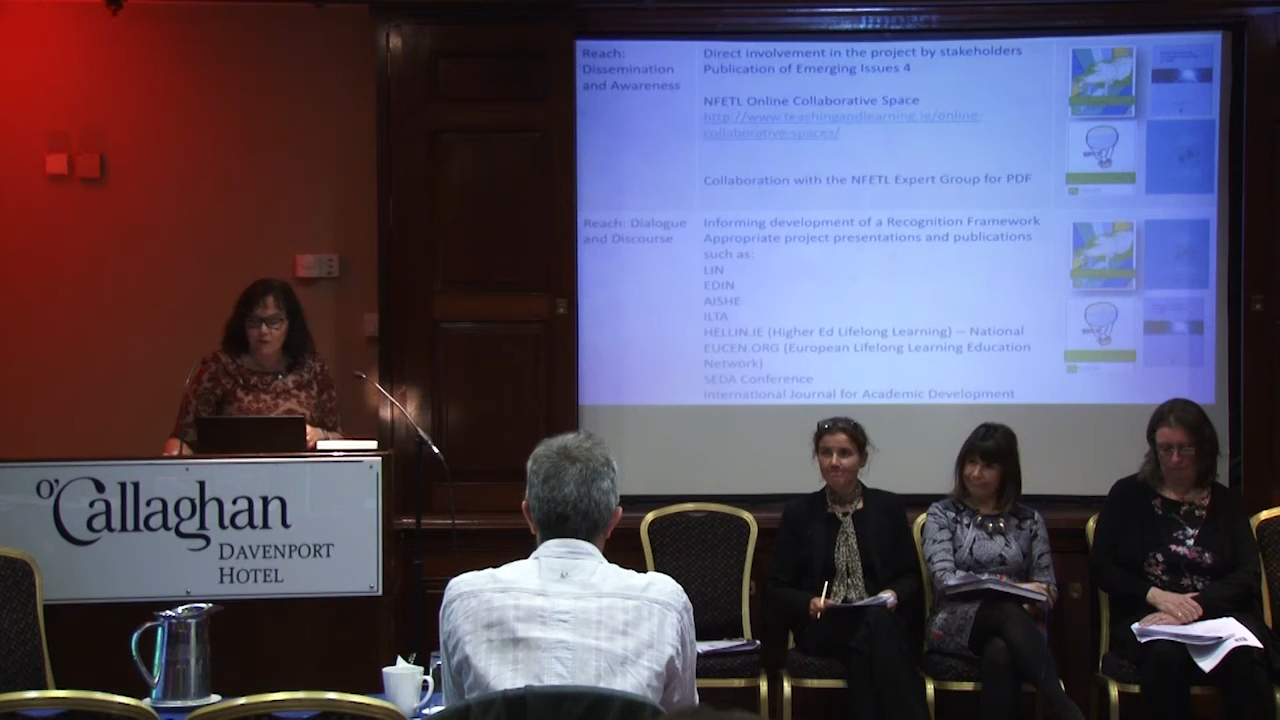 Reach:
Dissemination
and Awareness
Direct involvement in the project by stakeholders
Publication of Emerging Issues 4
NFETL Online Collaborative Space
http://www.teachingandlearning.ie/online-
collaborative-spaces/
Collaboration with the NFETL Expert Group for PDF
Reach: Dialogue
and Discourse
Informing development of a Recognition Framework
Appropriate project presentations and publications
such as:
LIN
EDIN
AISHE
ILTA
HELLIN.IE (Higher Ed Lifelong Learning) – National
EUCEN.ORG (European Lifelong Learning Education
Network)
SEDA Conference
International Journal for Academic Development
O'Callaghan
DAVENPORT
HOTEL